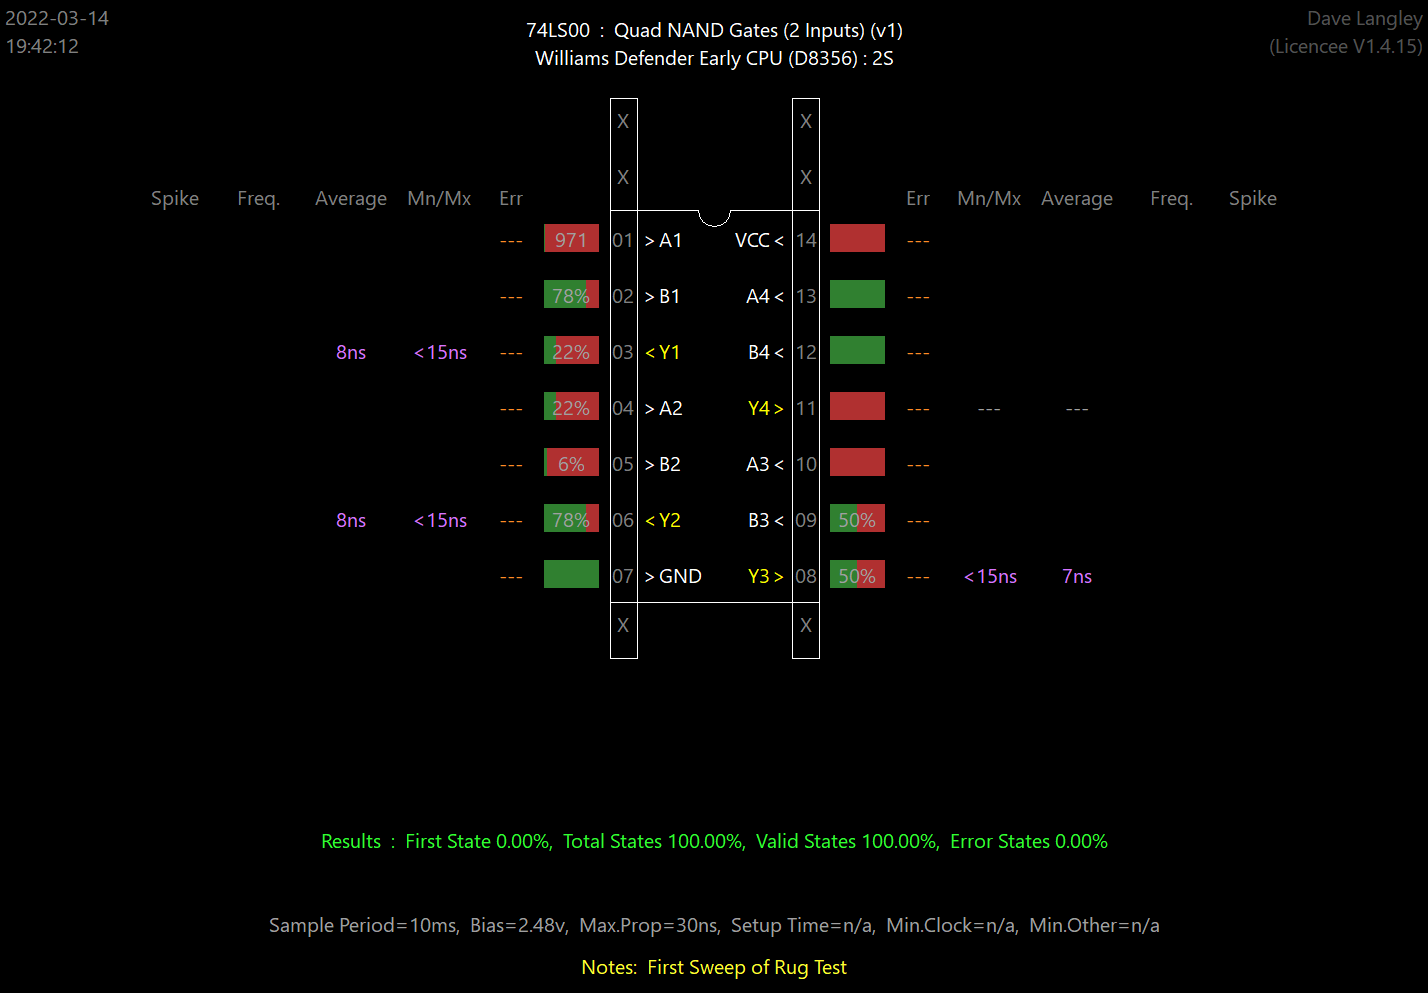 2022-03-14
19:42:12
74LS00 : Quad NAND Gates (2 Inputs) (v1)
Williams Defender Early CPU (D8356) : 2S
Dave Langley
(Licencee V1.4.15)
X X
X X
Spike Freq. Average Mn/Mx Err Err Mn/Mx Average Freq. Spike
--- 971 01 >A1 VCC< 14 ---
--- 78% 02 >B1 A4< 13 ---
8ns <15ns --- 22% 03 <Y1 B4< 12 ---
--- 22% 04 >A2 Y4> 11 --- --- ---
--- 6% 05 >B2 A3< 10 ---
8ns <15ns --- 78% 06 <Y2 B3< 09 50% ---
--- 07 >GND Y3> 08 50% --- <15ns 7ns
X X
Results : First State 0.00%, Total States 100.00%, Valid States 100.00%, Error States 0.00%
Sample Period=10ms, Bias=2.48v, Max.Prop=30ns, Setup Time=n/a, Min.Clock=n/a, Min.Other=n/a
Notes: First Sweep of Rug Test